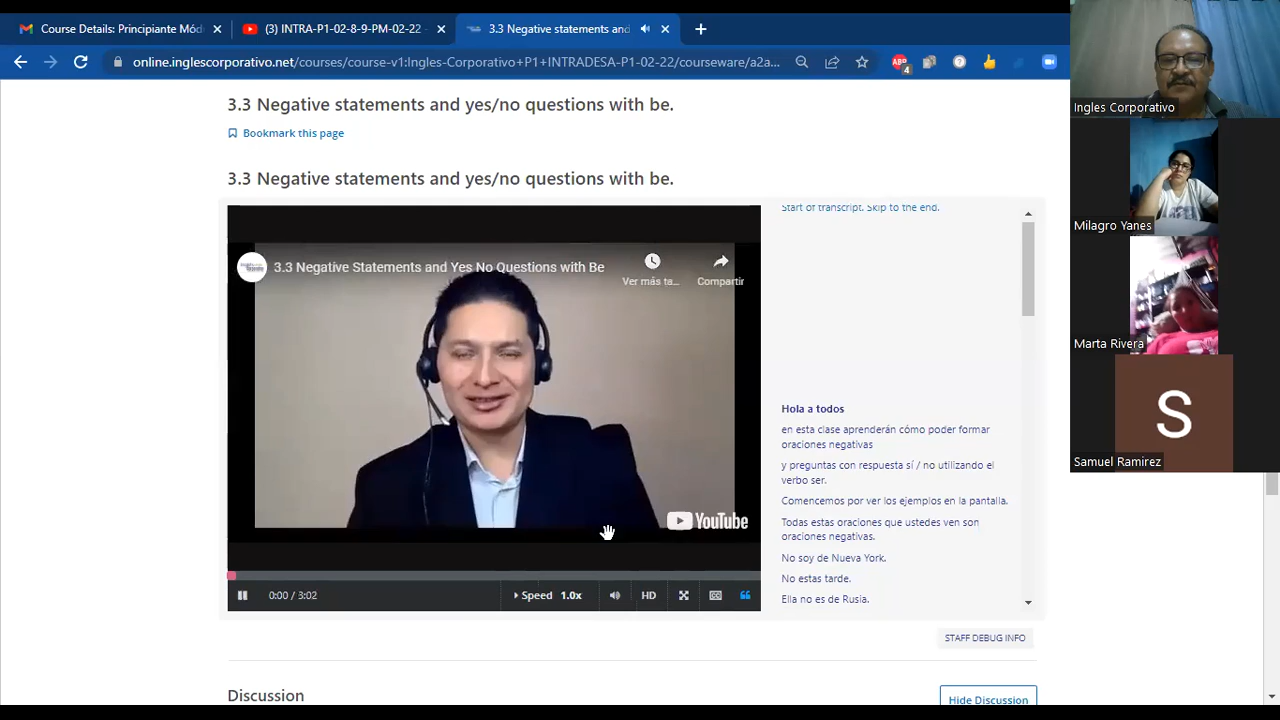 Course Details: Principiante Mód
(3) INTRA-P1-02-8-9-PM-02-22
3.3 Negative statements and
online.inglescorporativo.net/courses/course-v1:Ingles-Corporativo+P1+INTRADESA-P1-02-22/courseware/a2a...
ABP
4
3.3 Negative statements and yes/no questions with be.
Bookmark this page
3.3 Negative statements and yes/no questions with be.
3.3 Negative Statements and Yes No Questions with Be
Ver más ta...
Compartir
YouTube
0:00 / 3:02
Speed 1.0x
HD
Start of transcript. Skip to the end.
Hola a todos
en esta clase aprenderán cómo poder formar
oraciones negativas
y preguntas con respuesta sí / no utilizando el
verbo ser.
Comencemos por ver los ejemplos en la pantalla.
Todas estas oraciones que ustedes ven son
oraciones negativas.
No soy de Nueva York.
No estas tarde.
Ella no es de Rusia.
STAFF DEBUG INFO
Discussion
Hide Discussion
Ingles Corporativo
Milagro Yanes
Marta Rivera
S
Samuel Ramirez